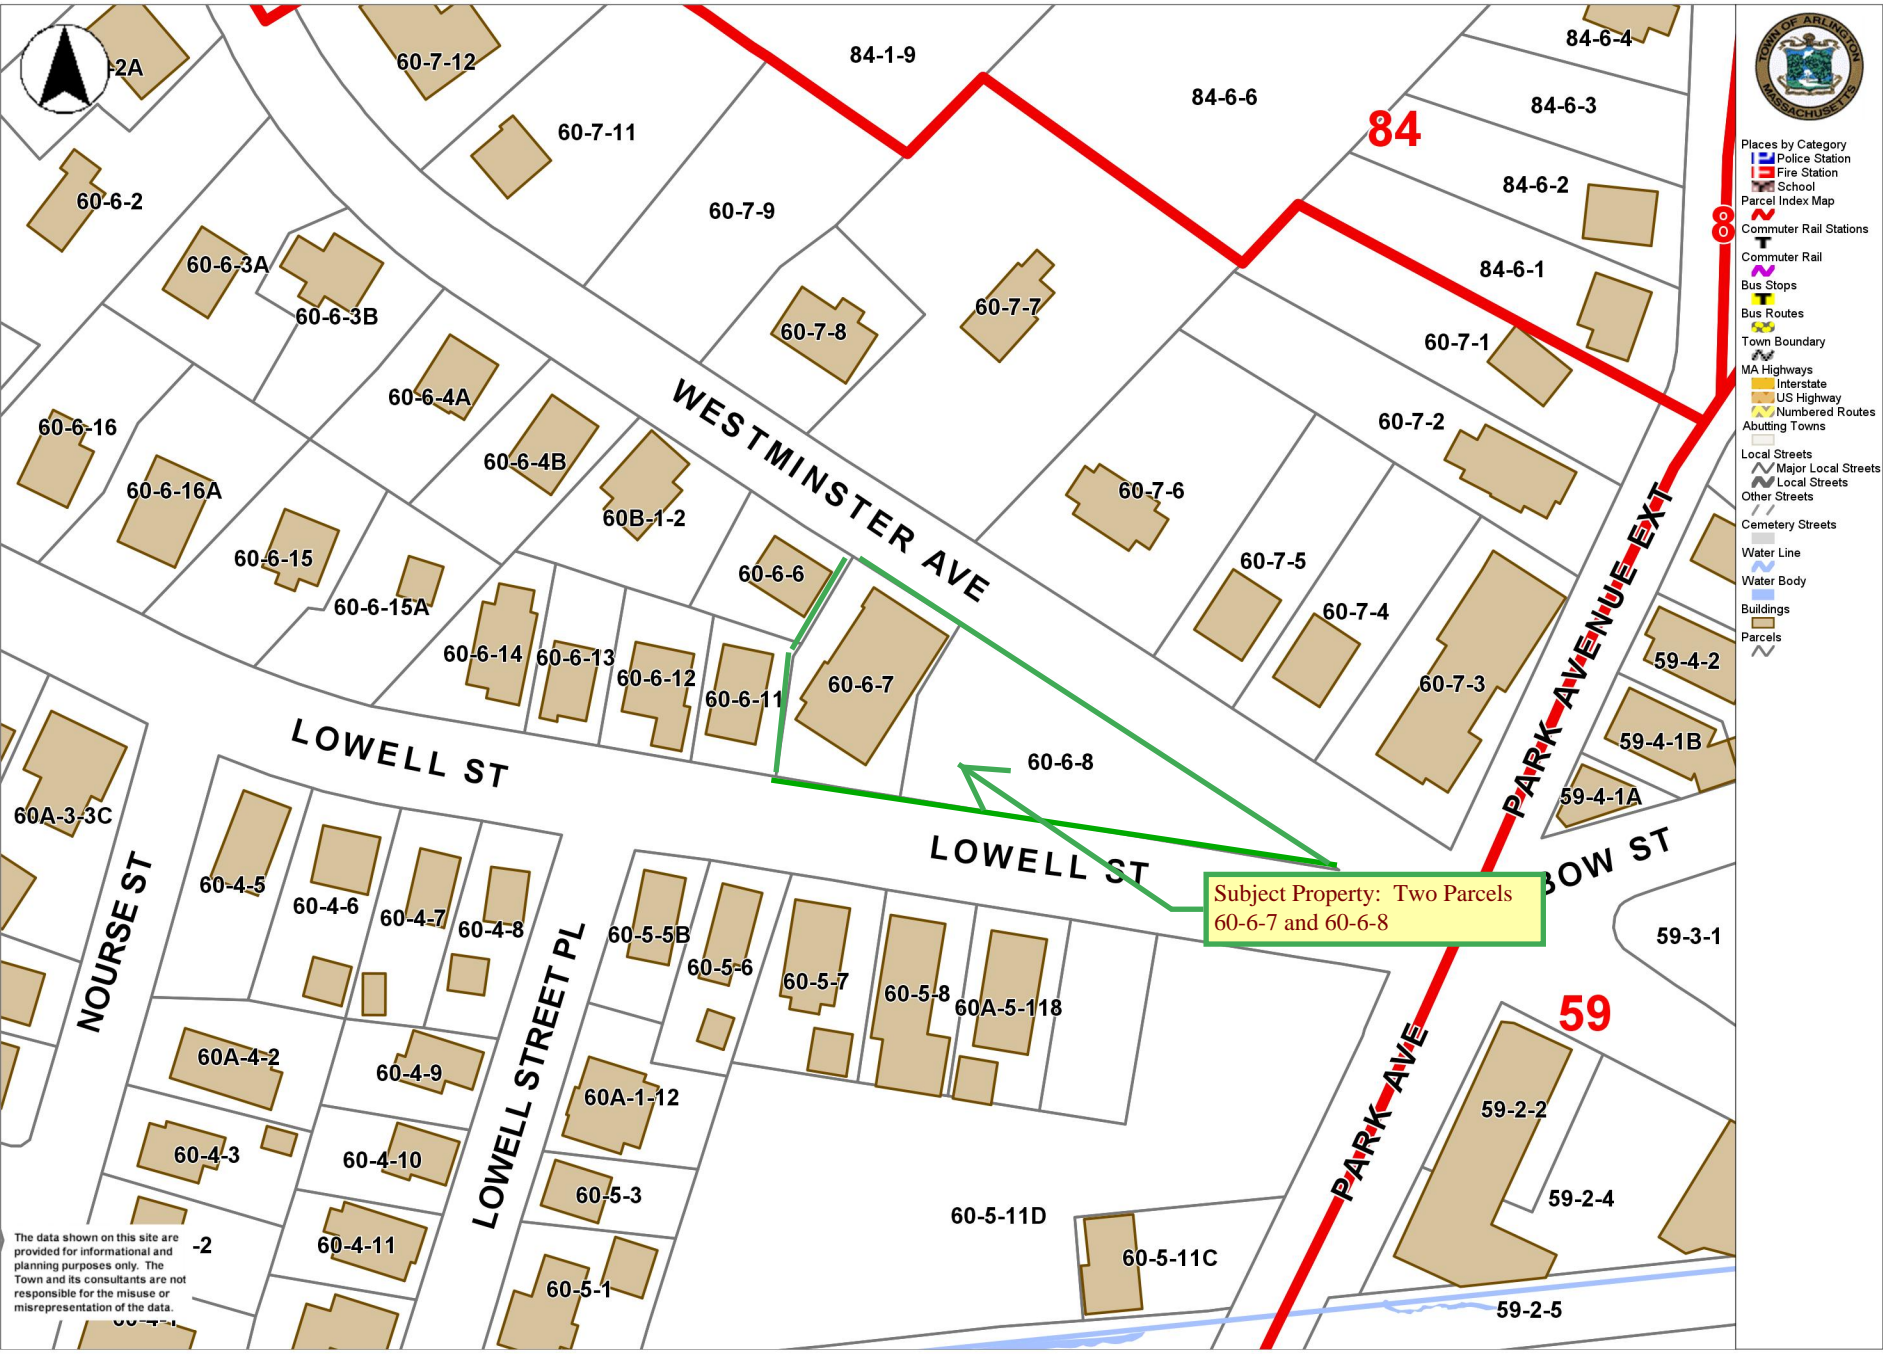 2A
60-7-12
84-1-9
84-6-4
84-6-6
84-6-3
84
60-7-11
84-6-2
60-6-2
60-7-9
8
60-6-3A
84-6-1
60-6-3B
60-7-7
60-7-8
60-7-1
60-6-4A
60-7-2
WESTMINSTER AVE
60-6-16
60-6-4B
60-6-16A
60-7-6
60B-1-2
60-6-15
60-6-6
60-7-5
60-6-15A
60-7-4
PARK AVENUE EXT
60-6-14
60-6-13
60-6-12
60-6-11
60-6-7
60-7-3
59-4-2
59-4-1B
LOWELL ST
60-6-8
59-4-1A
60A-3-3C
LOWELL ST
BOW ST
Subject Property: Two Parcels
60-6-7 and 60-6-8
60-4-5
60-4-6
60-4-7
60-4-8
NOURSE ST
60-5-5B
60-5-6
60-5-7
60-5-8
60A-5-118
59-3-1
59
LOWELL STREET PL
PARK AVE
60A-4-2
60-4-9
60A-1-12
59-2-2
60-4-3
60-4-10
60-5-3
59-2-4
60-5-11D
60-4-11
-2
60-5-11C
60-5-1
59-2-5
The data shown on this site are
provided for informational and
planning purposes only. The
Town and its consultants are not
responsible for the misuse or
misrepresentation of the data.
TOWN OF ARLINGTON
MASSACHUSETTS
Places by Category
Police Station
Fire Station
School
Parcel Index Map
Commuter Rail Stations
T
Commuter Rail
Bus Stops
T
Bus Routes
Town Boundary
MA Highways
Interstate
US Highway
Numbered Routes
Abutting Towns
Local Streets
Major Local Streets
Local Streets
Other Streets
Cemetery Streets
Water Line
Water Body
Buildings
Parcels